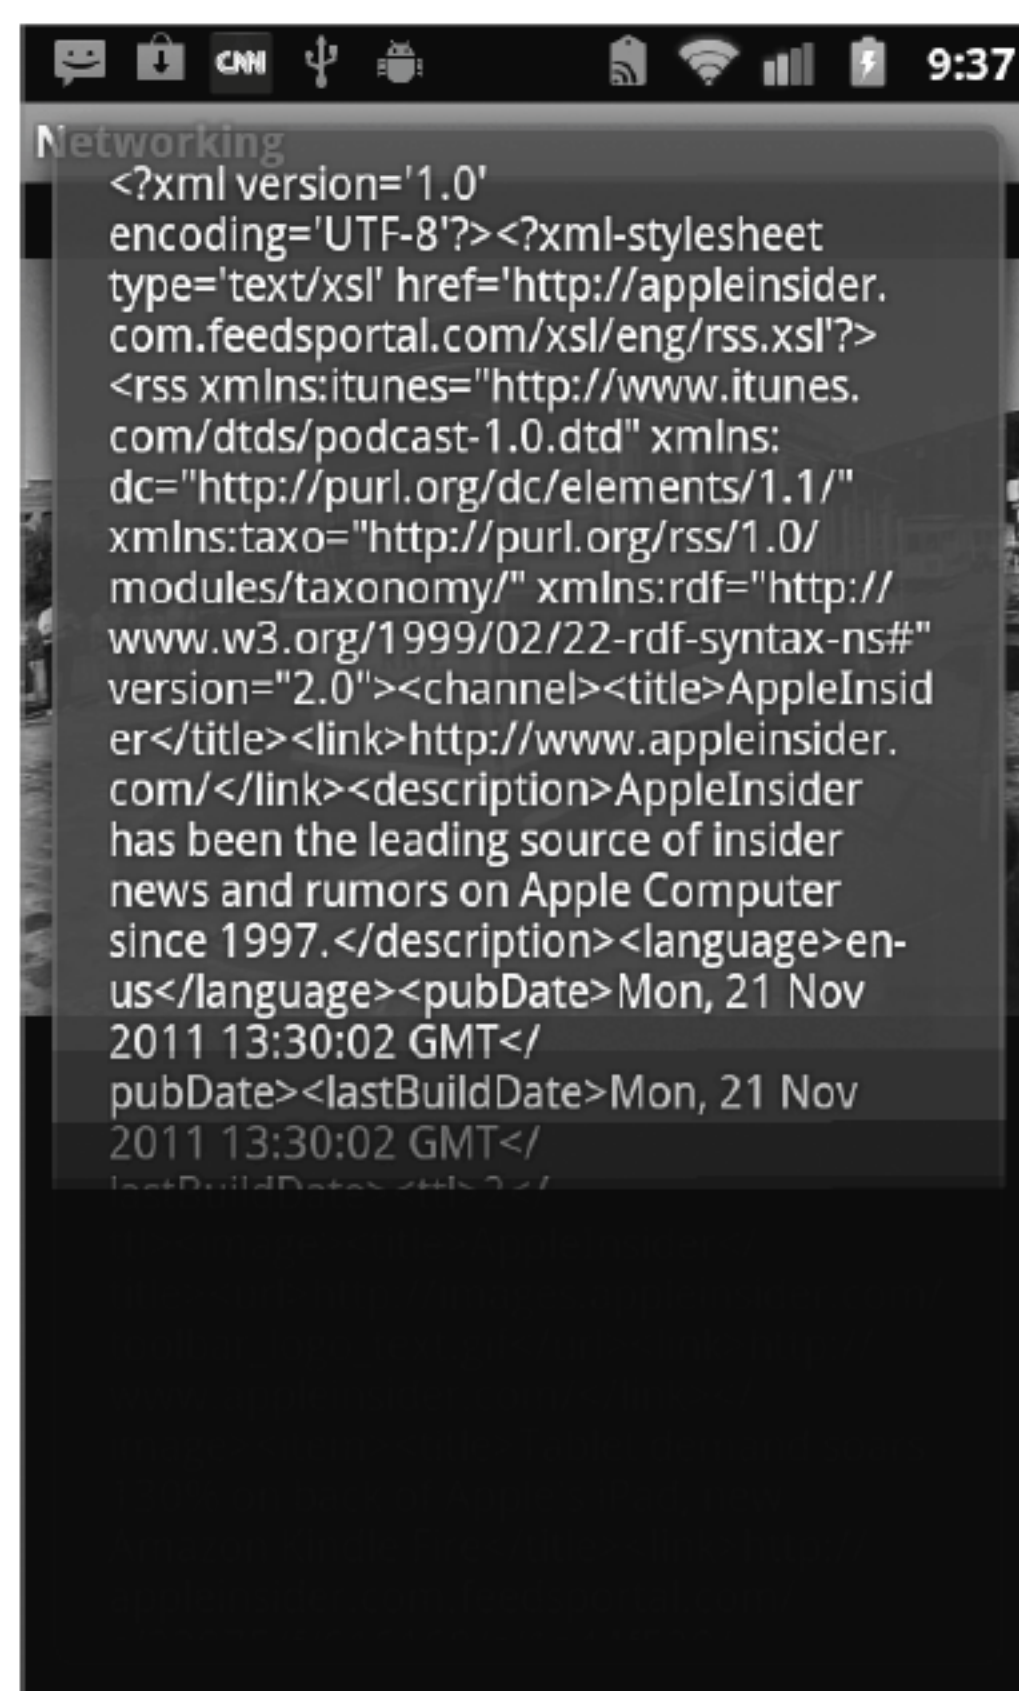 CNN
9:37
Networking
<?xml version='1.0'
encoding='UTF-8'?><?xml-stylesheet
type='text/xsl' href='http://appleinsider.
com.feedsportal.com/xsl/eng/rss.xsl'?>
<rss xmlns:itunes="http://www.itunes.
com/dtds/podcast-1.0.dtd" xmlns:
dc="http://purl.org/dc/elements/1.1/"
xmlns:taxo="http://purl.org/rss/1.0/
modules/taxonomy/" xmlns:rdf="http://
www.w3.org/1999/02/22-rdf-syntax-ns#"
version="2.0"><channel><title>AppleInsid
er</title><link>http://www.appleinsider.
com/</link><description>AppleInsider
has been the leading source of insider
news and rumors on Apple Computer
since 1997.</description><language>en-
us</language><pubDate>Mon, 21 Nov
2011 13:30:02 GMT</
pubDate><lastBuildDate>Mon, 21 Nov
2011 13:30:02 GMT</
lastBuildDate><ttl>2</